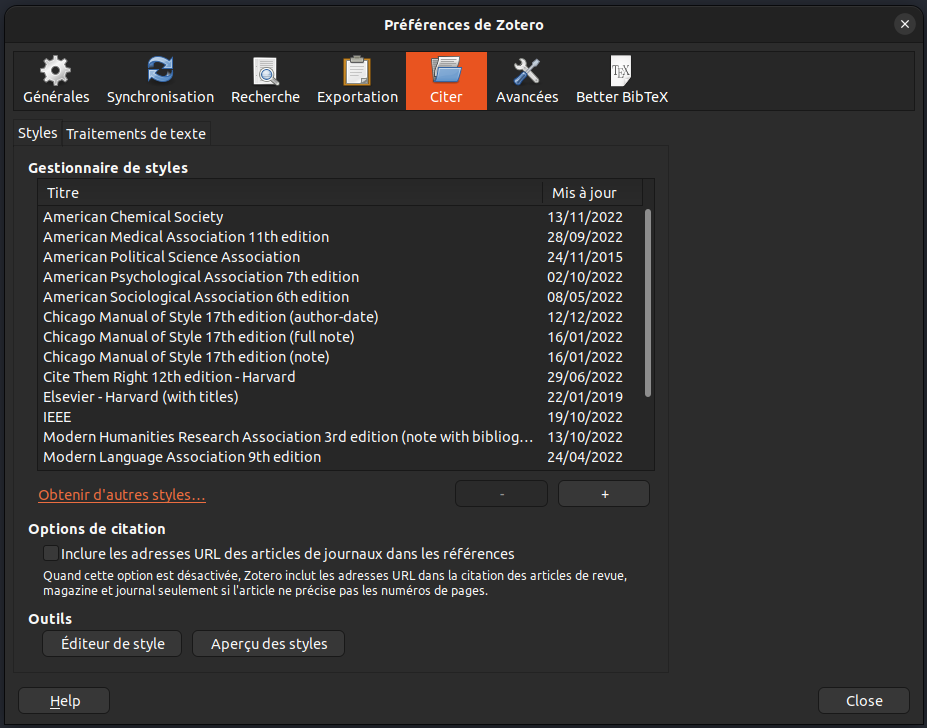 Préférences de Zotero
Générales Synchronisation Recherche Exportation Citer Avancées Better BibTeX
TEX
Styles Traitements de texte
Gestionnaire de styles
Titre Mis à jour
American Chemical Society 13/11/2022
American Medical Association 11th edition 28/09/2022
American Political Science Association 24/11/2015
American Psychological Association 7th edition 02/10/2022
American Sociological Association 6th edition 08/05/2022
Chicago Manual of Style 17th edition (author-date) 12/12/2022
Chicago Manual of Style 17th edition (full note) 16/01/2022
Chicago Manual of Style 17th edition (note) 16/01/2022
Cite Them Right 12th edition - Harvard 29/06/2022
Elsevier - Harvard (with titles) 22/01/2019
IEEE 19/10/2022
Modern Humanities Research Association 3rd edition (note with bibliog… 13/10/2022
Modern Language Association 9th edition 24/04/2022
Obtenir d'autres styles… - +
Options de citation
Inclure les adresses URL des articles de journaux dans les références
Quand cette option est désactivée, Zotero inclut les adresses URL dans la citation des articles de revue,
magazine et journal seulement si l'article ne précise pas les numéros de pages.
Outils
Éditeur de style Aperçu des styles
Help Close